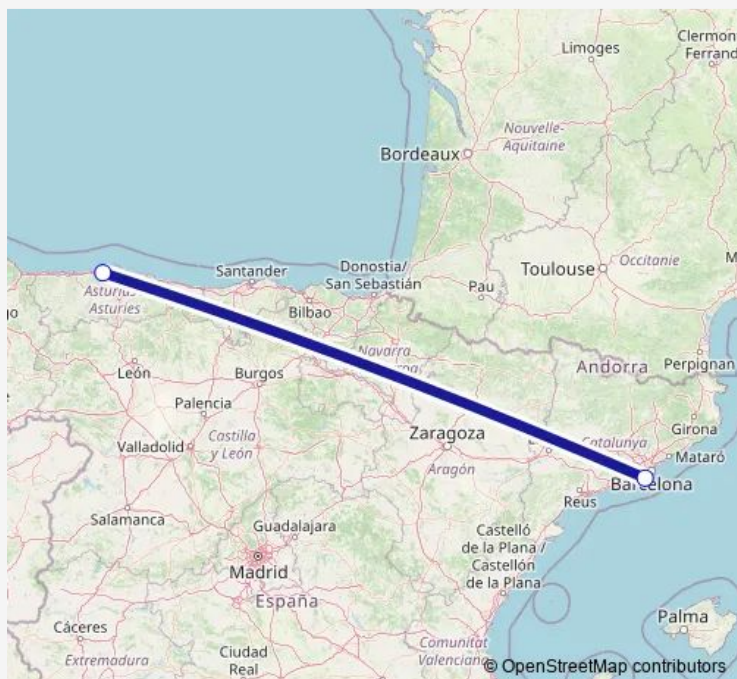 Limoges
Clermont
Ferrand
Nouvelle-
Aquitaine
Bordeaux
Toulouse
Occitanie
Santander
Donostia/
San Sebastián
Bilbao
Pau
Asturias
Asturies
Navarra
León
Burgos
Andorra
Perpignan
Palencia
Castilla
y León
Valladolid
Zaragoza
Aragón
Catalunya
Girona
Mataró
Barcelona
Reus
Salamanca
Guadalajara
Castelló
de la Plana /
Castellón
de la Plana
Madrid
España
Palma
Cáceres
Extremadura
Ciudad
Real
Comunitat
Valenciana
© OpenStreetMap contributors